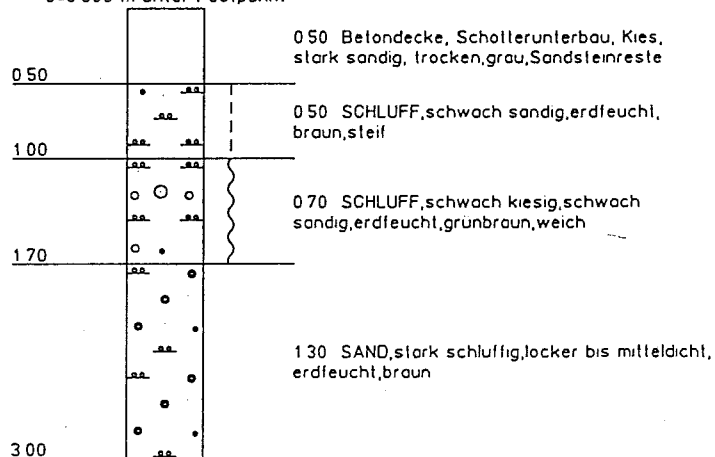 0 50 Betondecke, Schotterunterbau, Kies,
stark sandig, trocken,grau,Sandsteinreste
0 50
0 50 SCHLUFF,schwach sandig,erdfeucht,
braun,steif
1 00
0 70 SCHLUFF,schwach kiesig,schwach
sandig,erdfeucht,grünbraun,weich
1 70
1 30 SAND,stark schluffig,locker bis mitteldicht,
erdfeucht,braun
3 00